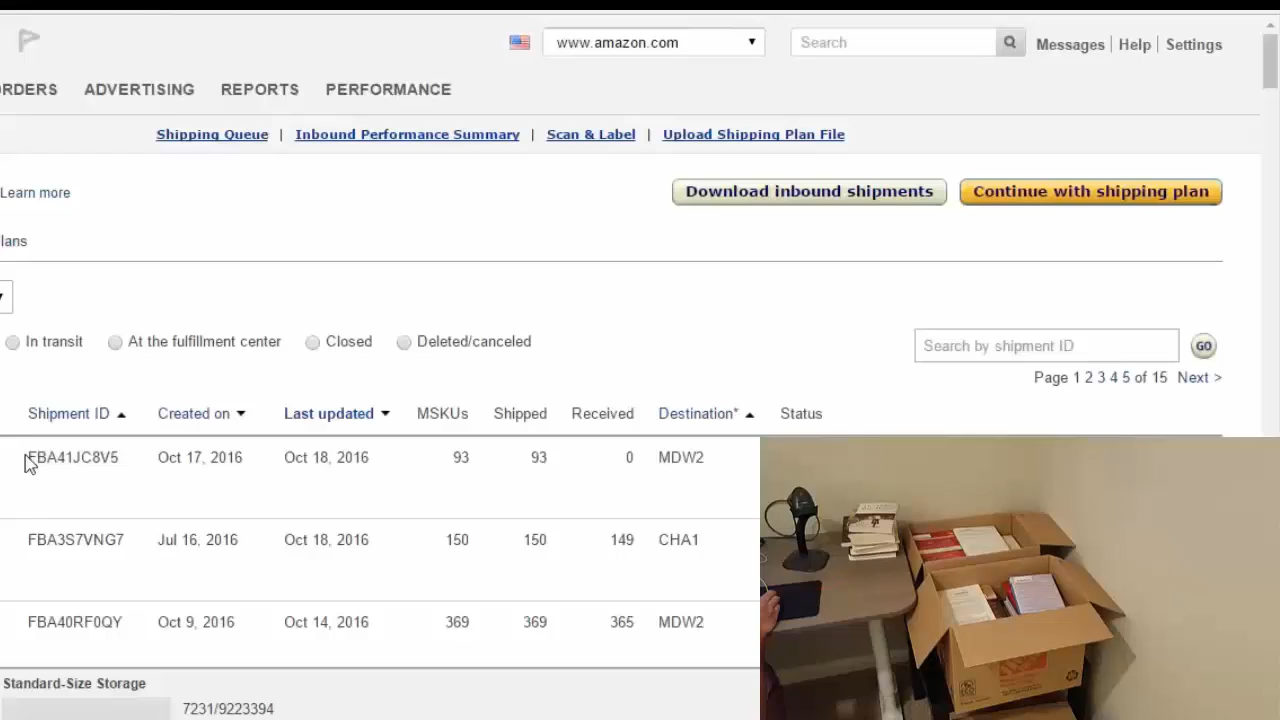 www.amazon.com
Search
Messages | Help | Settings
RDERS ADVERTISING REPORTS PERFORMANCE
Shipping Queue | Inbound Performance Summary | Scan & Label | Upload Shipping Plan File
Learn more
Download inbound shipments
Continue with shipping plan
lans
In transit At the fulfillment center Closed Deleted/canceled
Search by shipment ID
GO
Page 1 2 3 4 5 of 15 Next >
Shipment ID Created on Last updated MSKUs Shipped Received Destination* Status
FBA41JC8V5 Oct 17, 2016 Oct 18, 2016 93 93 0 MDW2
FBA3S7VNG7 Jul 16, 2016 Oct 18, 2016 150 150 149 CHA1
FBA40RF0QY Oct 9, 2016 Oct 14, 2016 369 369 365 MDW2
Standard-Size Storage
7231/9223394